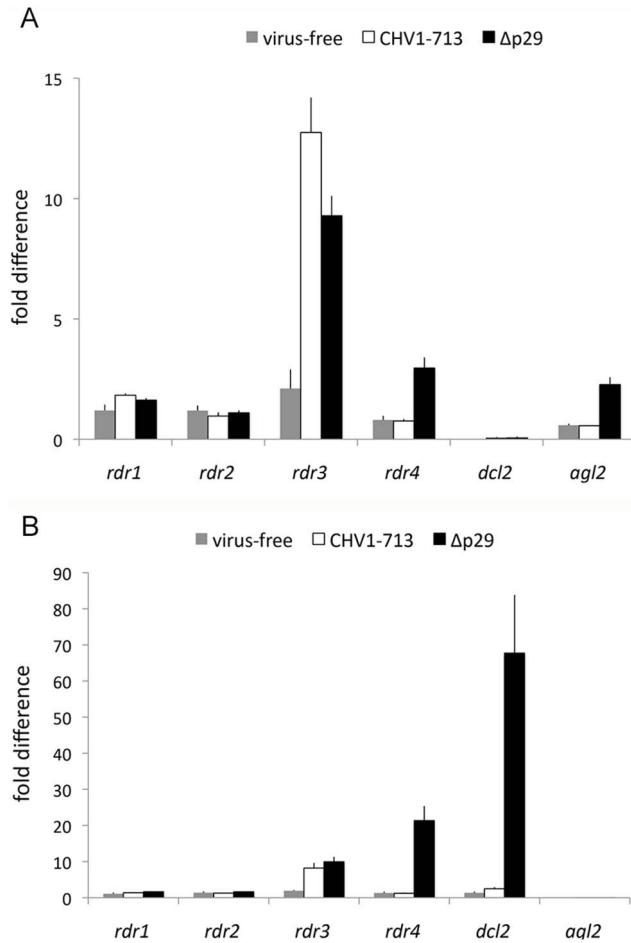 A
virus-free CHV1-713 Δp29
15
10
5
0
fold difference
rdr1 rdr2 rdr3 rdr4 dcl2 agl2
B
virus-free CHV1-713 Δp29
90
80
70
60
50
40
30
20
10
0
fold difference
rdr1 rdr2 rdr3 rdr4 dcl2 agl2